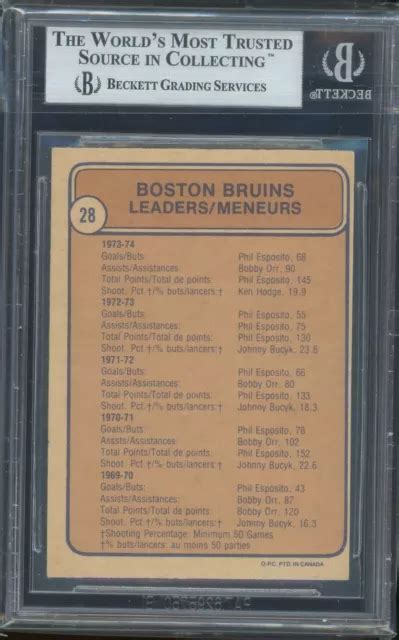 THE WORLD'S MOST TRUSTED
SOURCE IN COLLECTING™
B BECKETT GRADING SERVICES
B
BECKETT®
28
BOSTON BRUINS
LEADERS/MENEURS
1973-74
Goals/Buts: Phil Esposito, 68
Assists/Assistances: Bobby Orr, 90
Total Points/Total de points: Phil Esposito, 145
Shoot. Pct †/% buts/lancers:† Ken Hodge, 19.9
1972-73
Goals/Buts: Phil Esposito, 55
Assists/Assistances: Phil Esposito, 75
Total Points/Total de points: Phil Esposito, 130
Shoot. Pct †/% buts/lancers:† Johnny Bucyk, 23.6
1971-72
Goals/Buts: Phil Esposito, 66
Assists/Assistances: Bobby Orr, 80
Total Points/Total de points: Phil Esposito, 133
Shoot. Pct †/% buts/lancers:† Johnny Bucyk, 18.3
1970-71
Goals/Buts: Phil Esposito, 76
Assists/Assistances: Bobby Orr, 102
Total Points/Total de points: Phil Esposito, 152
Shoot. Pct †/% buts/lancers:† Johnny Bucyk, 22.6
1969-70
Goals/Buts: Phil Esposito, 43
Assists/Assistances: Bobby Orr, 87
Total Points/Total de points: Bobby Orr, 120
Shoot. Pct †/% buts/lancers:† Johnny Bucyk, 16.3
†Shooting Percentage: Minimum 50 Games
†% buts/lancers: au moins 50 parties
O.P.C. PTD. IN CANADA